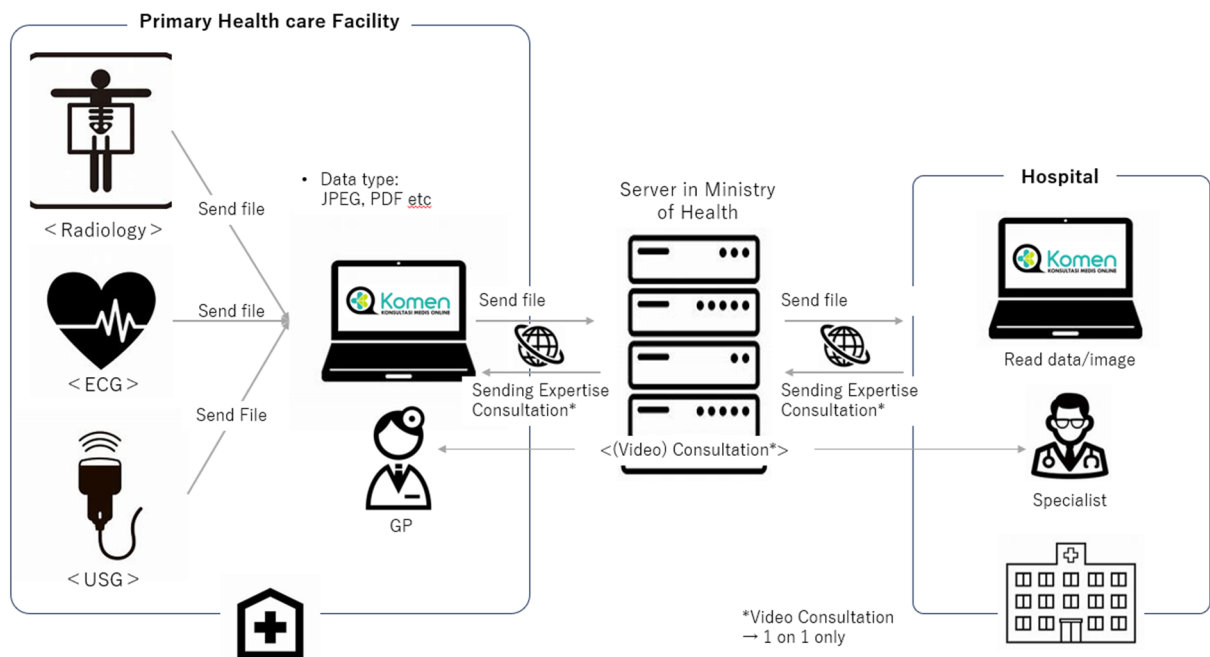 Primary Health care Facility
<Radiology>
Send file
<ECG>
Send file
<USG>
Send File
• Data type:
JPEG, PDF etc
Komen
KONSULTASI MEDIS ONLINE
GP
Send file
Sending Expertise
Consultation*
Server in Ministry
of Health
<(Video) Consultation*>
Send file
Sending Expertise
Consultation*
Hospital
Komen
KONSULTASI MEDIS ONLINE
Read data/image
Specialist
*Video Consultation
→ 1 on 1 only